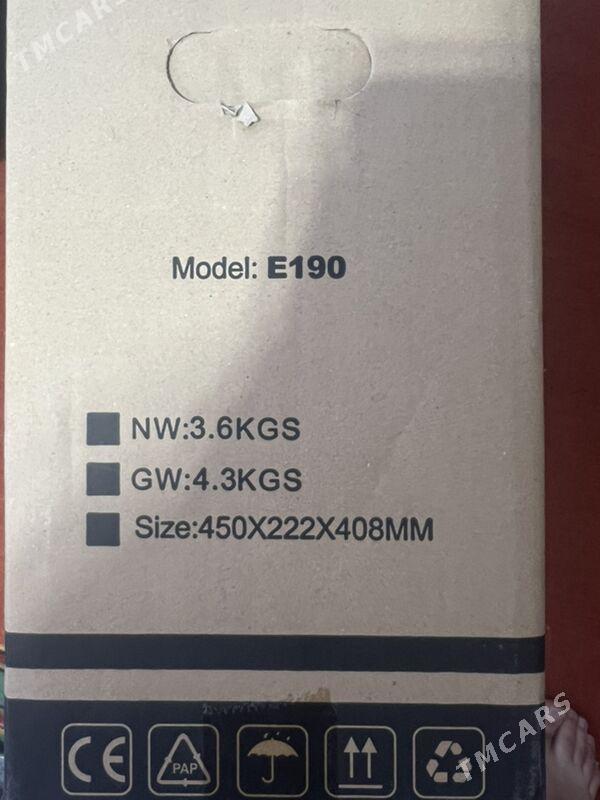 TMCARS
Model: E190
NW:3.6KGS
GW:4.3KGS
Size:450X222X408MM
CE
PAP
TMCARS